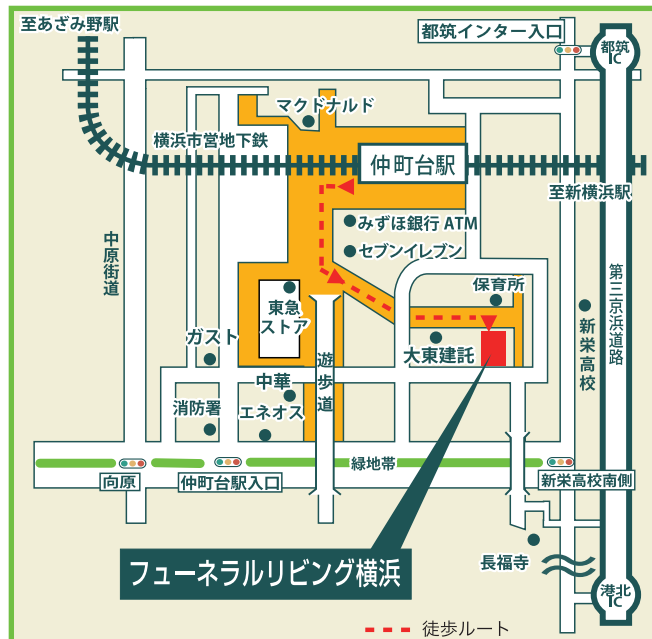 至あざみ野駅
都筑インター入口
都筑
IC
マクドナルド
横浜市営地下鉄
仲町台駅
至新横浜駅
みずほ銀行 ATM
セブンイレブン
中原街道
第三京浜道路
保育所
東急
ストア
新栄高校
ガスト
大東建託
遊歩道
中華
消防署
エネオス
緑地帯
向原
仲町台駅入口
新栄高校南側
長福寺
フューネラルリビング横浜
港北
IC
徒歩ルート